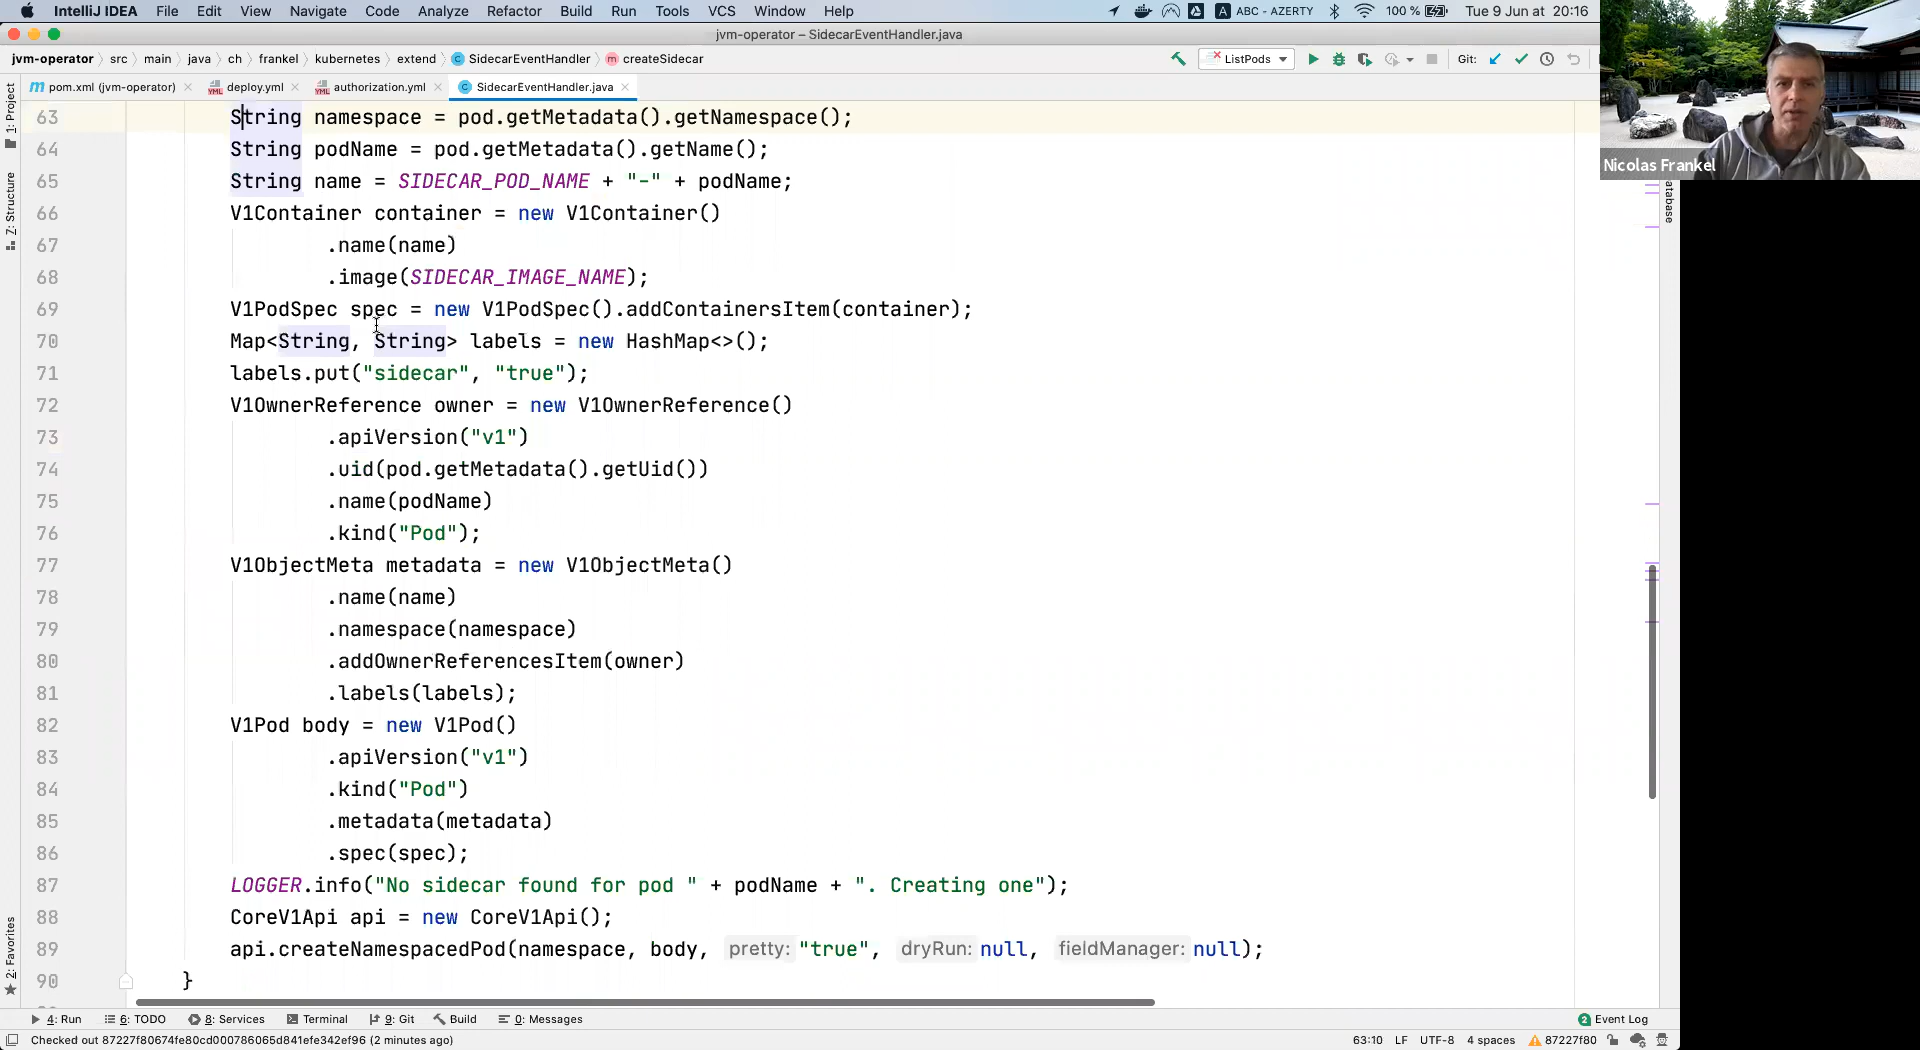 IntelliJ IDEA File Edit View Navigate Code Analyze Refactor Build Run Tools VCS Window Help A ABC - AZERTY 100 % Tue 9 Jun at 20:16
jvm-operator – SidecarEventHandler.java
jvm-operator src main java ch frankel kubernetes extend C SidecarEventHandler m createSidecar ListPods Git:
m pom.xml (jvm-operator) deploy.yml authorization.yml C SidecarEventHandler.java
1: Project
Z: Structure
2: Favorites
atabase
Nicolas Frankel
63 String namespace = pod.getMetadata().getNamespace();
64 String podName = pod.getMetadata().getName();
65 String name = SIDECAR_POD_NAME + "-" + podName;
66 V1Container container = new V1Container()
67 .name(name)
68 .image(SIDECAR_IMAGE_NAME);
69 V1PodSpec spec = new V1PodSpec().addContainersItem(container);
70 Map<String, String> labels = new HashMap<>();
71 labels.put("sidecar", "true");
72 V1OwnerReference owner = new V1OwnerReference()
73 .apiVersion("v1")
74 .uid(pod.getMetadata().getUid())
75 .name(podName)
76 .kind("Pod");
77 V1ObjectMeta metadata = new V1ObjectMeta()
78 .name(name)
79 .namespace(namespace)
80 .addOwnerReferencesItem(owner)
81 .labels(labels);
82 V1Pod body = new V1Pod()
83 .apiVersion("v1")
84 .kind("Pod")
85 .metadata(metadata)
86 .spec(spec);
87 LOGGER.info("No sidecar found for pod " + podName + ". Creating one");
88 CoreV1Api api = new CoreV1Api();
89 api.createNamespacedPod(namespace, body, pretty: "true", dryRun: null, fieldManager: null);
90 }
4: Run 6: TODO 8: Services Terminal 9: Git Build 0: Messages 2 Event Log
Checked out 87227f80674fe80cd000786065d841efe342ef96 (2 minutes ago) 63:10 LF UTF-8 4 spaces 87227f80